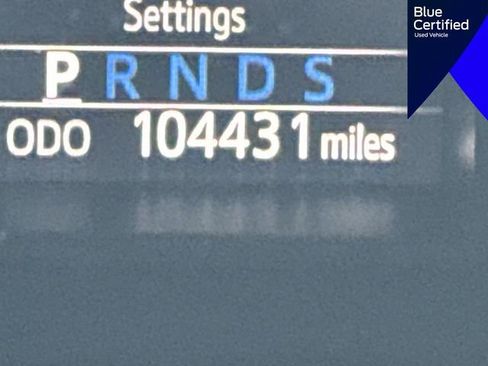 Settings
P R N D S
ODO 104431 miles
Blue
Certified
Used Vehicle